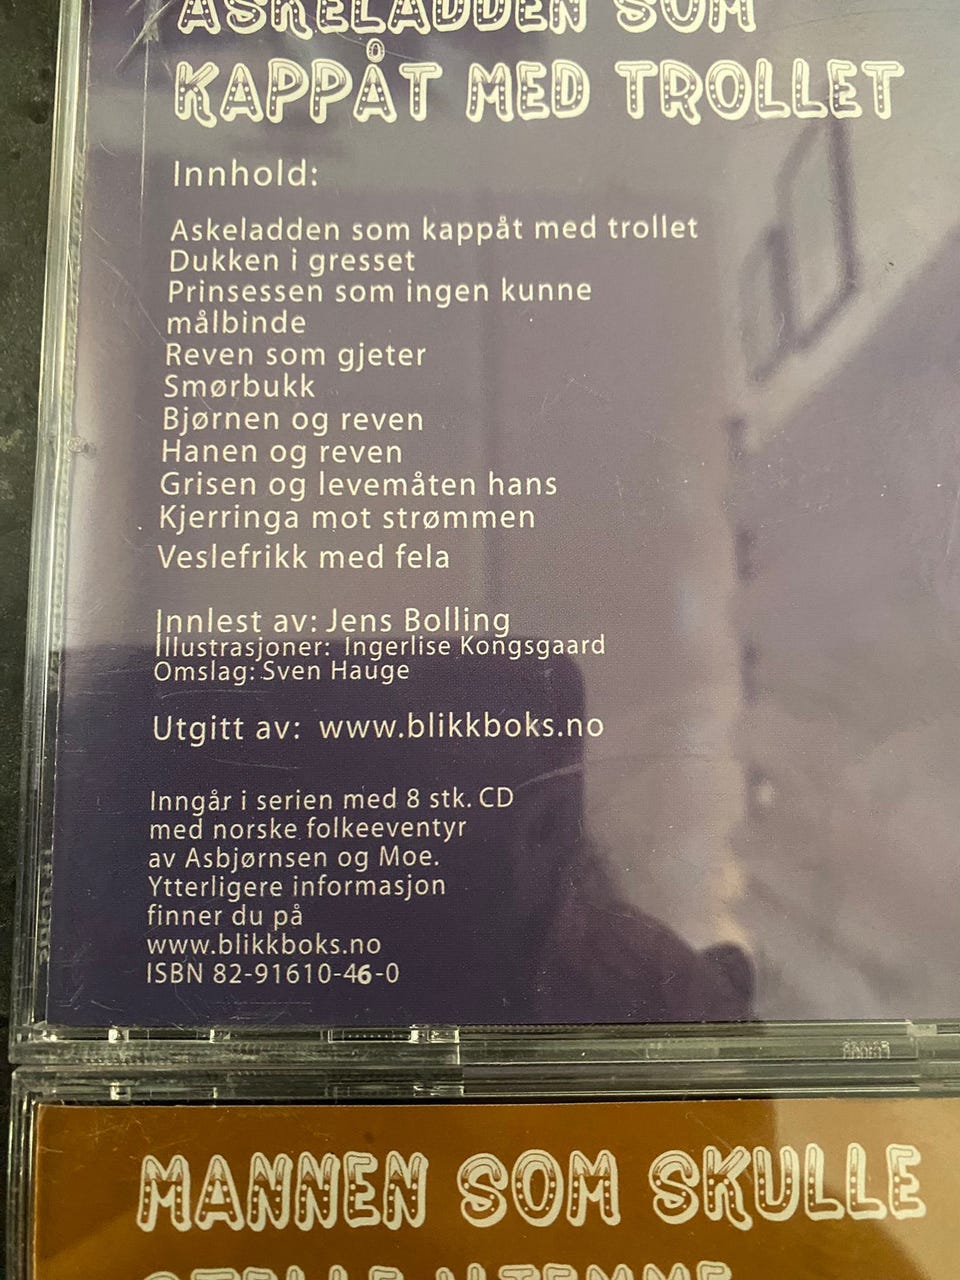 ASKELADDEN SOM
KAPPÅT MED TROLLET
Innhold:
Askeladden som kappåt med trollet
Dukken i gresset
Prinsessen som ingen kunne
målbinde
Reven som gjeter
Smørbukk
Bjørnen og reven
Hanen og reven
Grisen og levemåten hans
Kjerringa mot strømmen
Veslefrikk med fela
Innlest av: Jens Bolling
Illustrasjoner: Ingerlise Kongsgaard
Omslag: Sven Hauge
Utgitt av: www.blikkboks.no
Inngår i serien med 8 stk. CD
med norske folkeeventyr
av Asbjørnsen og Moe.
Ytterligere informasjon
finner du på
www.blikkboks.no
ISBN 82-91610-46-0
MANNEN SOM SKULLE
STELLE HJEMME